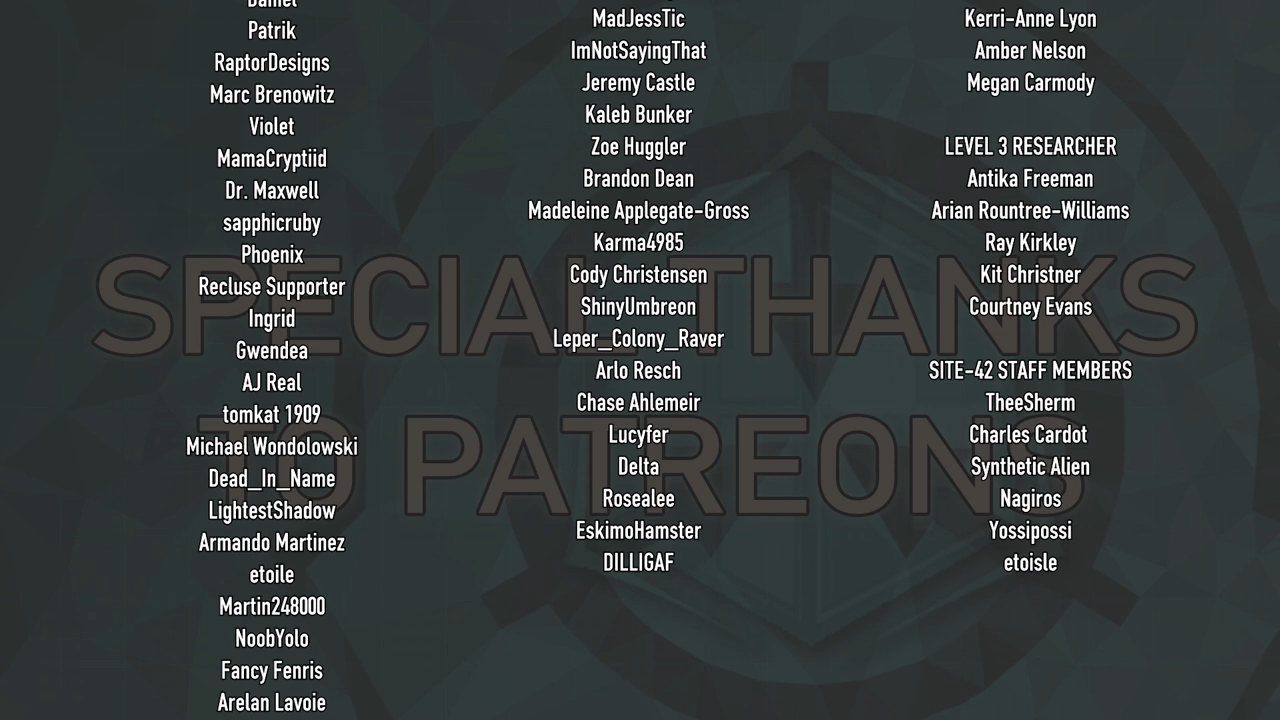 Daniel
Patrik
RaptorDesigns
Marc Brenowitz
Violet
MamaCryptiid
Dr. Maxwell
sapphicruby
Phoenix
Recluse Supporter
Ingrid
Gwendea
AJ Real
tomkat 1909
Michael Wondolowski
Dead_In_Name
LightestShadow
Armando Martinez
etoile
Martin248000
NoobYolo
Fancy Fenris
Arelan Lavoie
MadJessTic
ImNotSayingThat
Jeremy Castle
Kaleb Bunker
Zoe Huggler
Brandon Dean
Madeleine Applegate-Gross
Karma4985
Cody Christensen
ShinyUmbreon
Leper_Colony_Raver
Arlo Resch
Chase Ahlemeir
Lucyfer
Delta
Rosealee
EskimoHamster
DILLIGAF
Kerri-Anne Lyon
Amber Nelson
Megan Carmody
LEVEL 3 RESEARCHER
Antika Freeman
Arian Rountree-Williams
Ray Kirkley
Kit Christner
Courtney Evans
SITE-42 STAFF MEMBERS
TheeSherm
Charles Cardot
Synthetic Alien
Nagiros
Yossipossi
etoisle
SPECIAL THANKS
TO PATREONS